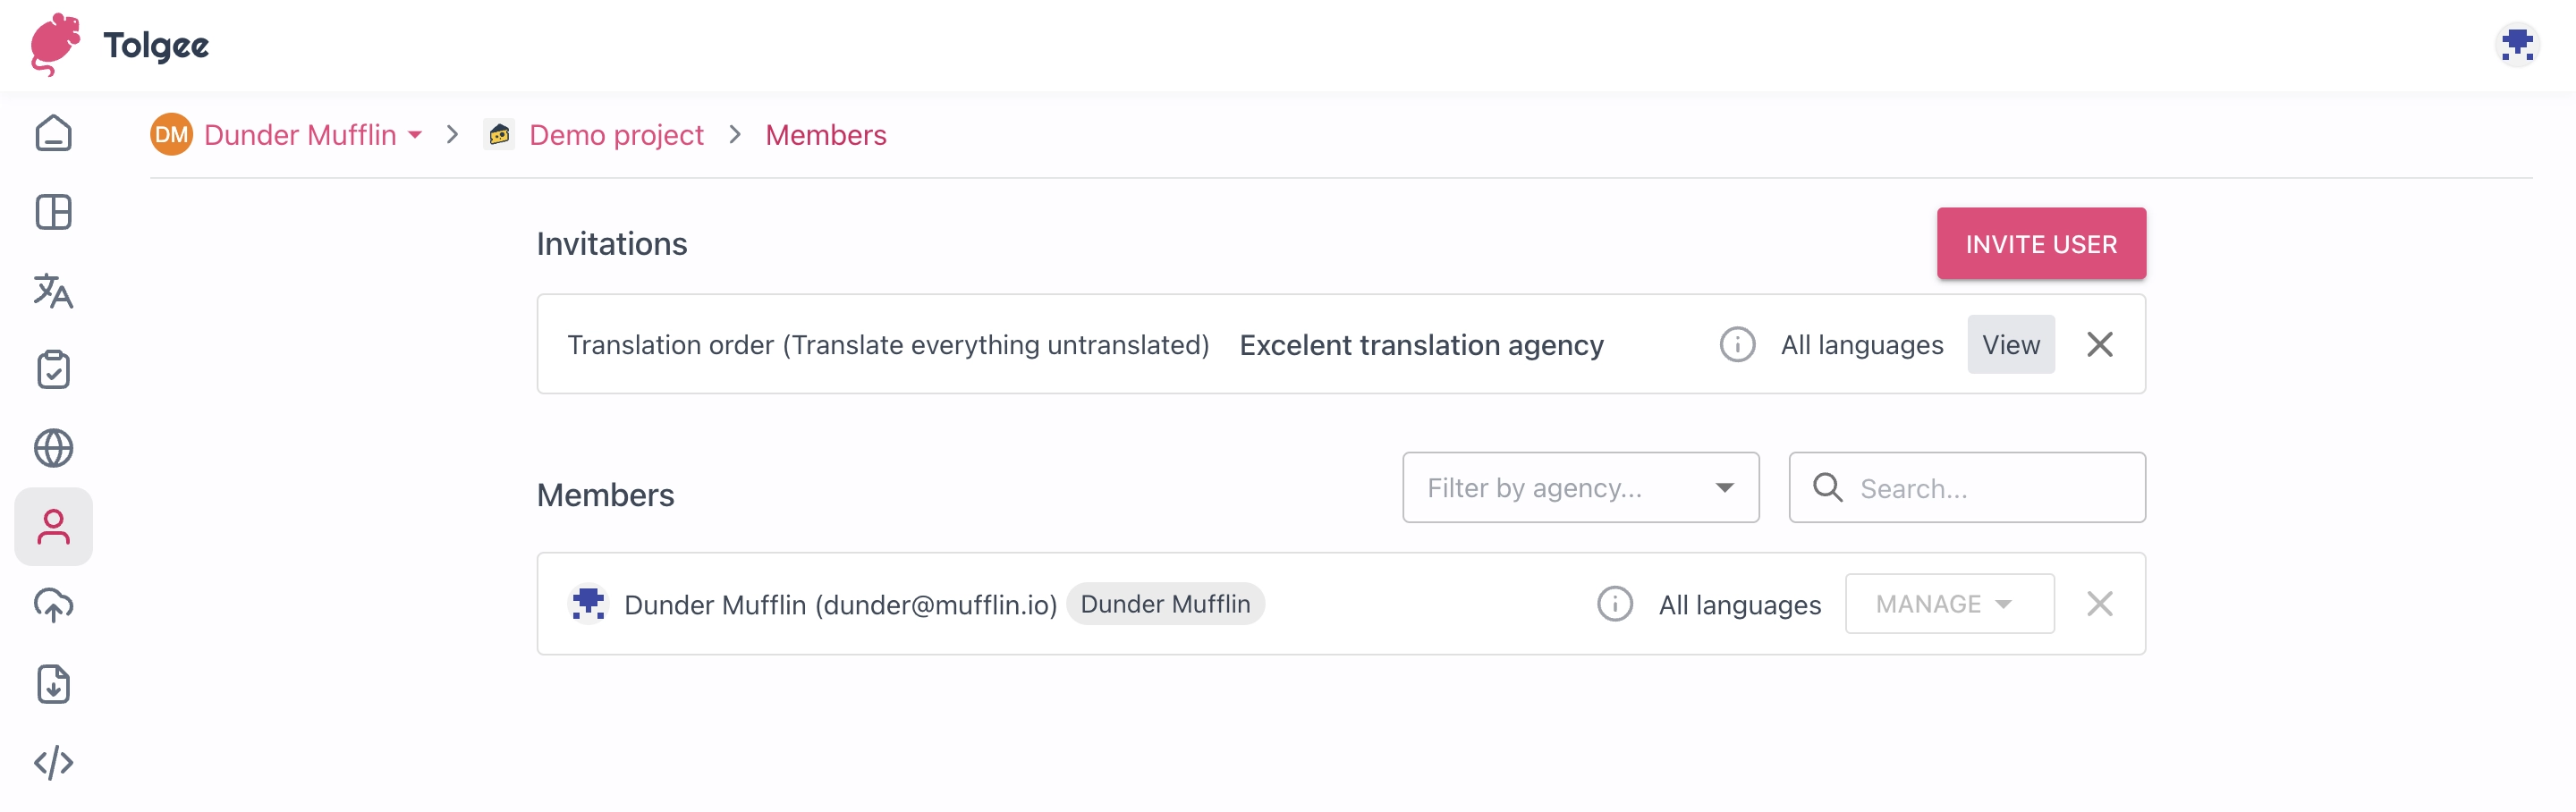 Tolgee
DM Dunder Mufflin > Demo project > Members
Invitations
INVITE USER
Translation order (Translate everything untranslated) Excelent translation agency All languages View
Members
Filter by agency...
Search...
Dunder Mufflin (dunder@mufflin.io) Dunder Mufflin All languages MANAGE